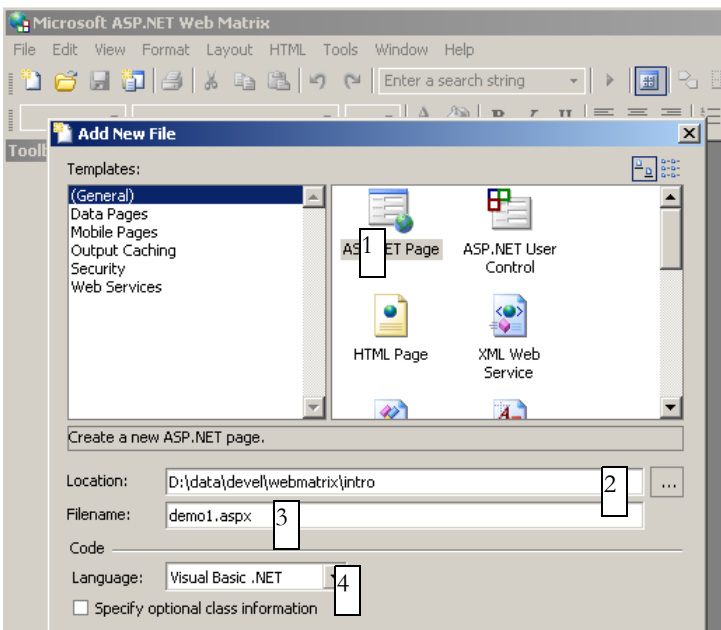 Microsoft ASP.NET Web Matrix
File Edit View Format Layout HTML Tools Window Help
Enter a search string
A B I U
Add New File
Templates:
(General)
Data Pages
Mobile Pages
Output Caching
Security
Web Services
1
ASP.NET User
Control
HTML Page
XML Web
Service
Create a new ASP.NET page.
Location: D:\data\devel\webmatrix\intro 2 ...
Filename: demo1.aspx 3
Code
Language: Visual Basic .NET 4
Specify optional class information